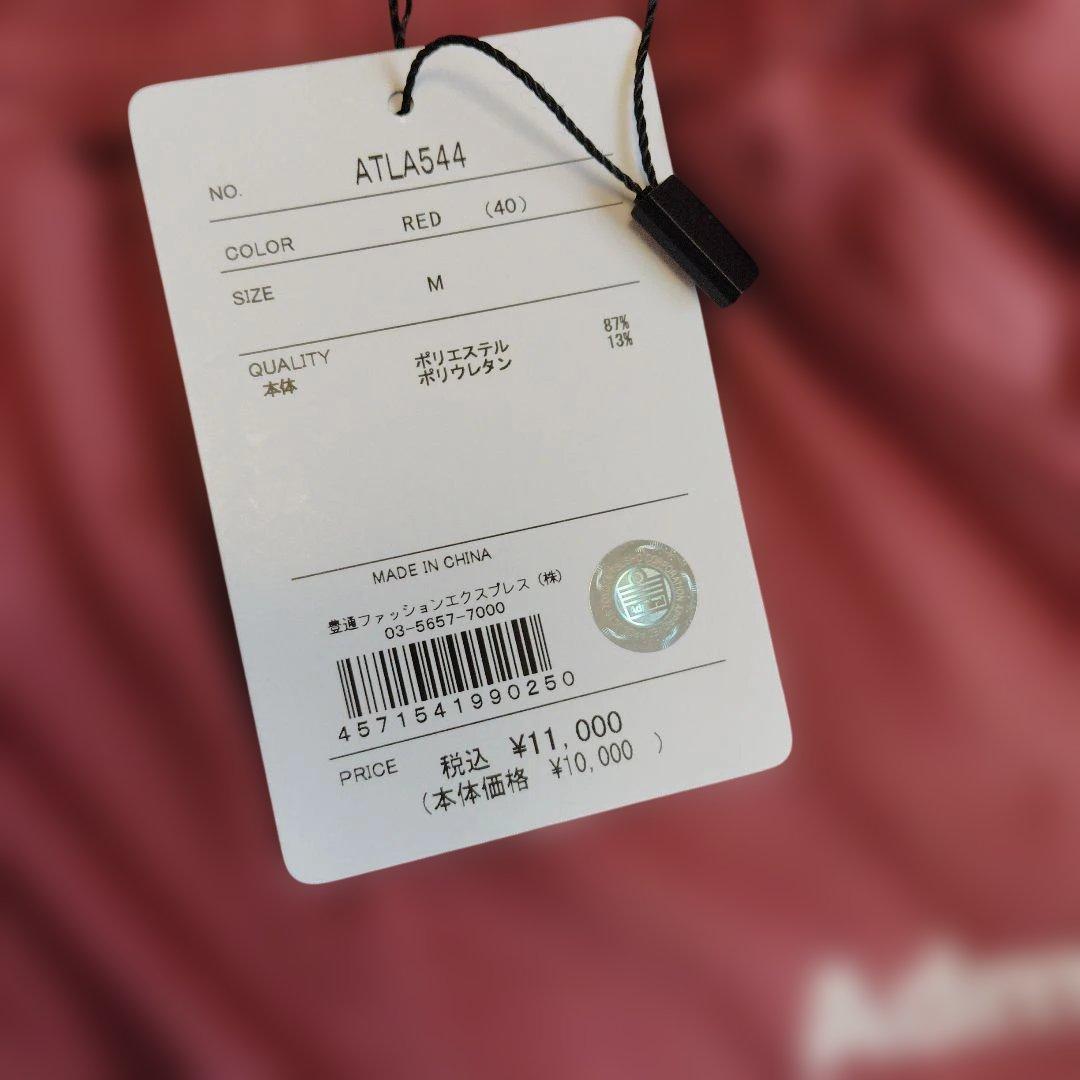 NO. ATLA544
COLOR RED (40)
SIZE M
QUALITY ポリエステル 87%
本体 ポリウレタン 13%
MADE IN CHINA
豊通ファッションエクスプレス (株)
03-5657-7000
4571541990250
PRICE 税込 ¥11,000
(本体価格 ¥10,000 )